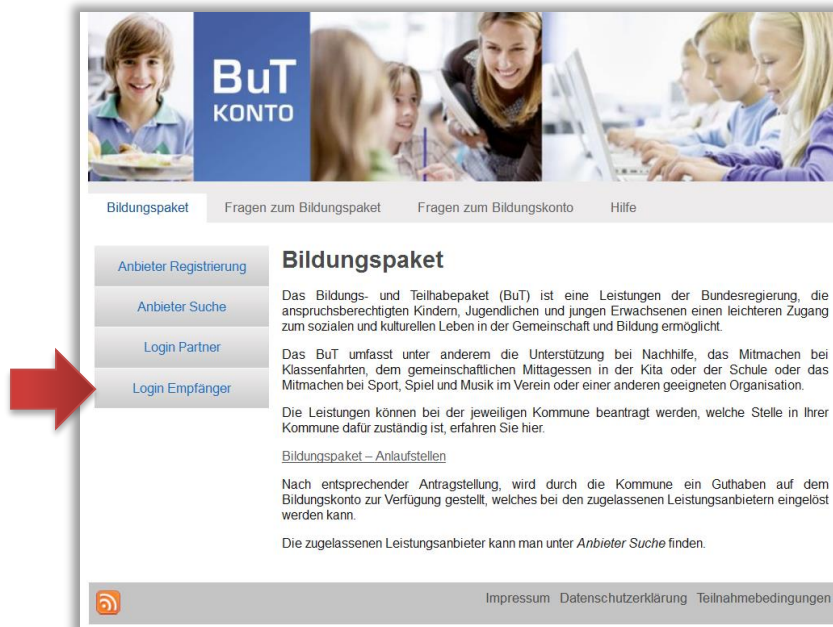 BuT
KONTO
Bildungspaket Fragen zum Bildungspaket Fragen zum Bildungskonto Hilfe
Anbieter Registrierung
Anbieter Suche
Login Partner
Login Empfänger
Bildungspaket
Das Bildungs- und Teilhabepaket (BuT) ist eine Leistungen der Bundesregierung, die
anspruchsberechtigten Kindern, Jugendlichen und jungen Erwachsenen einen leichteren Zugang
zum sozialen und kulturellen Leben in der Gemeinschaft und Bildung ermöglicht.
Das BuT umfasst unter anderem die Unterstützung bei Nachhilfe, das Mitmachen bei
Klassenfahrten, dem gemeinschaftlichen Mittagessen in der Kita oder der Schule oder das
Mitmachen bei Sport, Spiel und Musik im Verein oder einer anderen geeigneten Organisation.
Die Leistungen können bei der jeweiligen Kommune beantragt werden, welche Stelle in Ihrer
Kommune dafür zuständig ist, erfahren Sie hier.
Bildungspaket – Anlaufstellen
Nach entsprechender Antragstellung, wird durch die Kommune ein Guthaben auf dem
Bildungskonto zur Verfügung gestellt, welches bei den zugelassenen Leistungsanbietern eingelöst
werden kann.
Die zugelassenen Leistungsanbieter kann man unter Anbieter Suche finden.
Impressum Datenschutzerklärung Teilnahmebedingungen